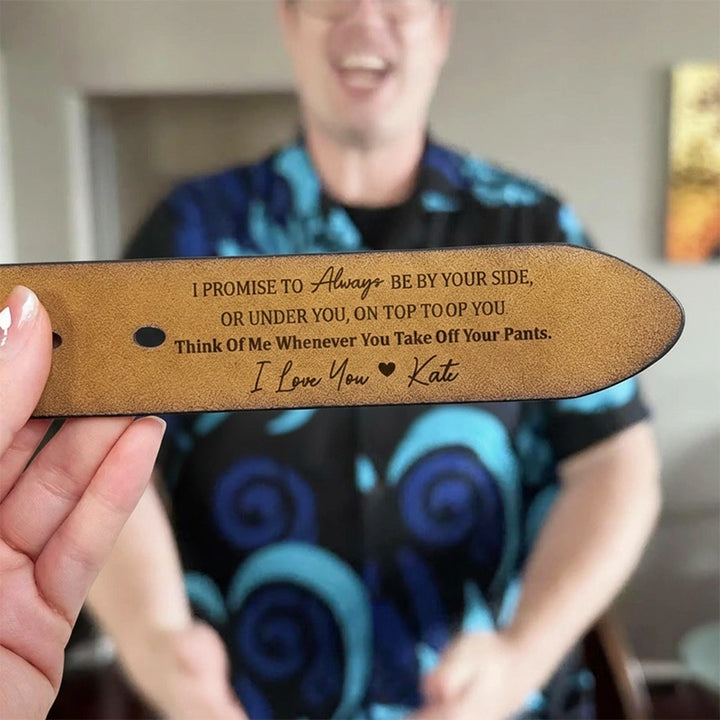 I PROMISE TO Always BE BY YOUR SIDE,
OR UNDER YOU, ON TOP TO OP YOU
Think Of Me Whenever You Take Off Your Pants.
I Love You ♥ Kate